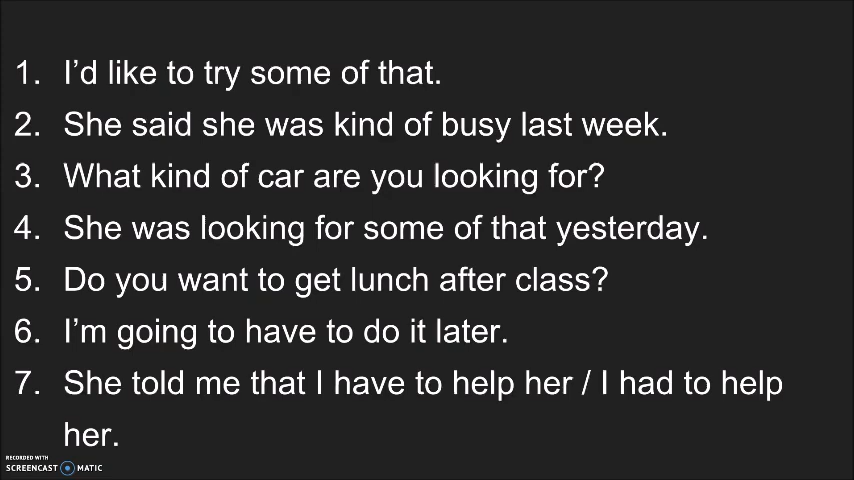 1. I’d like to try some of that.
2. She said she was kind of busy last week.
3. What kind of car are you looking for?
4. She was looking for some of that yesterday.
5. Do you want to get lunch after class?
6. I’m going to have to do it later.
7. She told me that I have to help her / I had to help
her.
RECORDED WITH
SCREENCAST MATIC